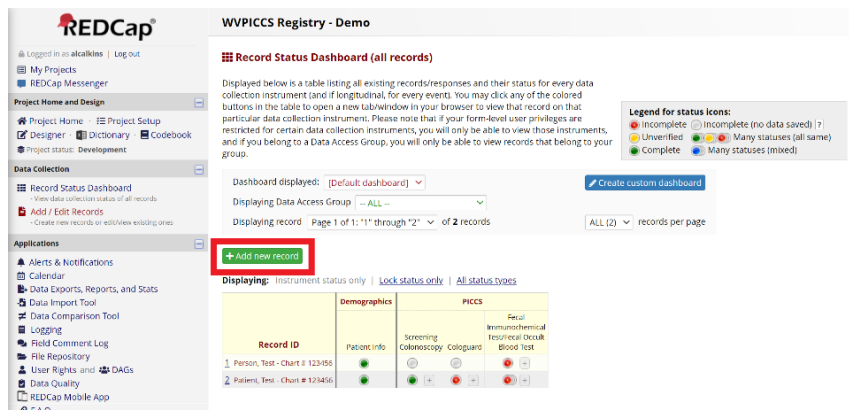 REDCap®
Logged in as alcalkins | Log out
My Projects
REDCap Messenger
Project Home and Design
Project Home · Project Setup
Designer · Dictionary · Codebook
Project status: Development
Data Collection
Record Status Dashboard
- View data collection status of all records
Add / Edit Records
- Create new records or edit/view existing ones
Applications
Alerts & Notifications
Calendar
Data Exports, Reports, and Stats
Data Import Tool
Data Comparison Tool
Logging
Field Comment Log
File Repository
User Rights and DAGs
Data Quality
REDCap Mobile App
WVPICCS Registry - Demo
Record Status Dashboard (all records)
Displayed below is a table listing all existing records/responses and their status for every data
collection instrument (and if longitudinal, for every event). You may click any of the colored
buttons in the table to open a new tab/window in your browser to view that record on that
particular data collection instrument. Please note that if your form-level user privileges are
restricted for certain data collection instruments, you will only be able to view those instruments,
and if you belong to a Data Access Group, you will only be able to view records that belong to your
group.
Legend for status icons:
Incomplete Incomplete (no data saved) ?
Unverified Many statuses (all same)
Complete Many statuses (mixed)
Dashboard displayed: [Default dashboard]
Create custom dashboard
Displaying Data Access Group -- ALL --
Displaying record Page 1 of 1: "1" through "2" of 2 records
ALL (2) records per page
+ Add new record
Displaying: Instrument status only | Lock status only | All status types
Demographics PICCS
Record ID
Patient Info
Screening
Colonoscopy
Cologuard
Fecal
Immunochemical
Test/Fecal Occult
Blood Test
1 Person, Test - Chart # 123456
+
2 Patient, Test - Chart # 123456
+ + +